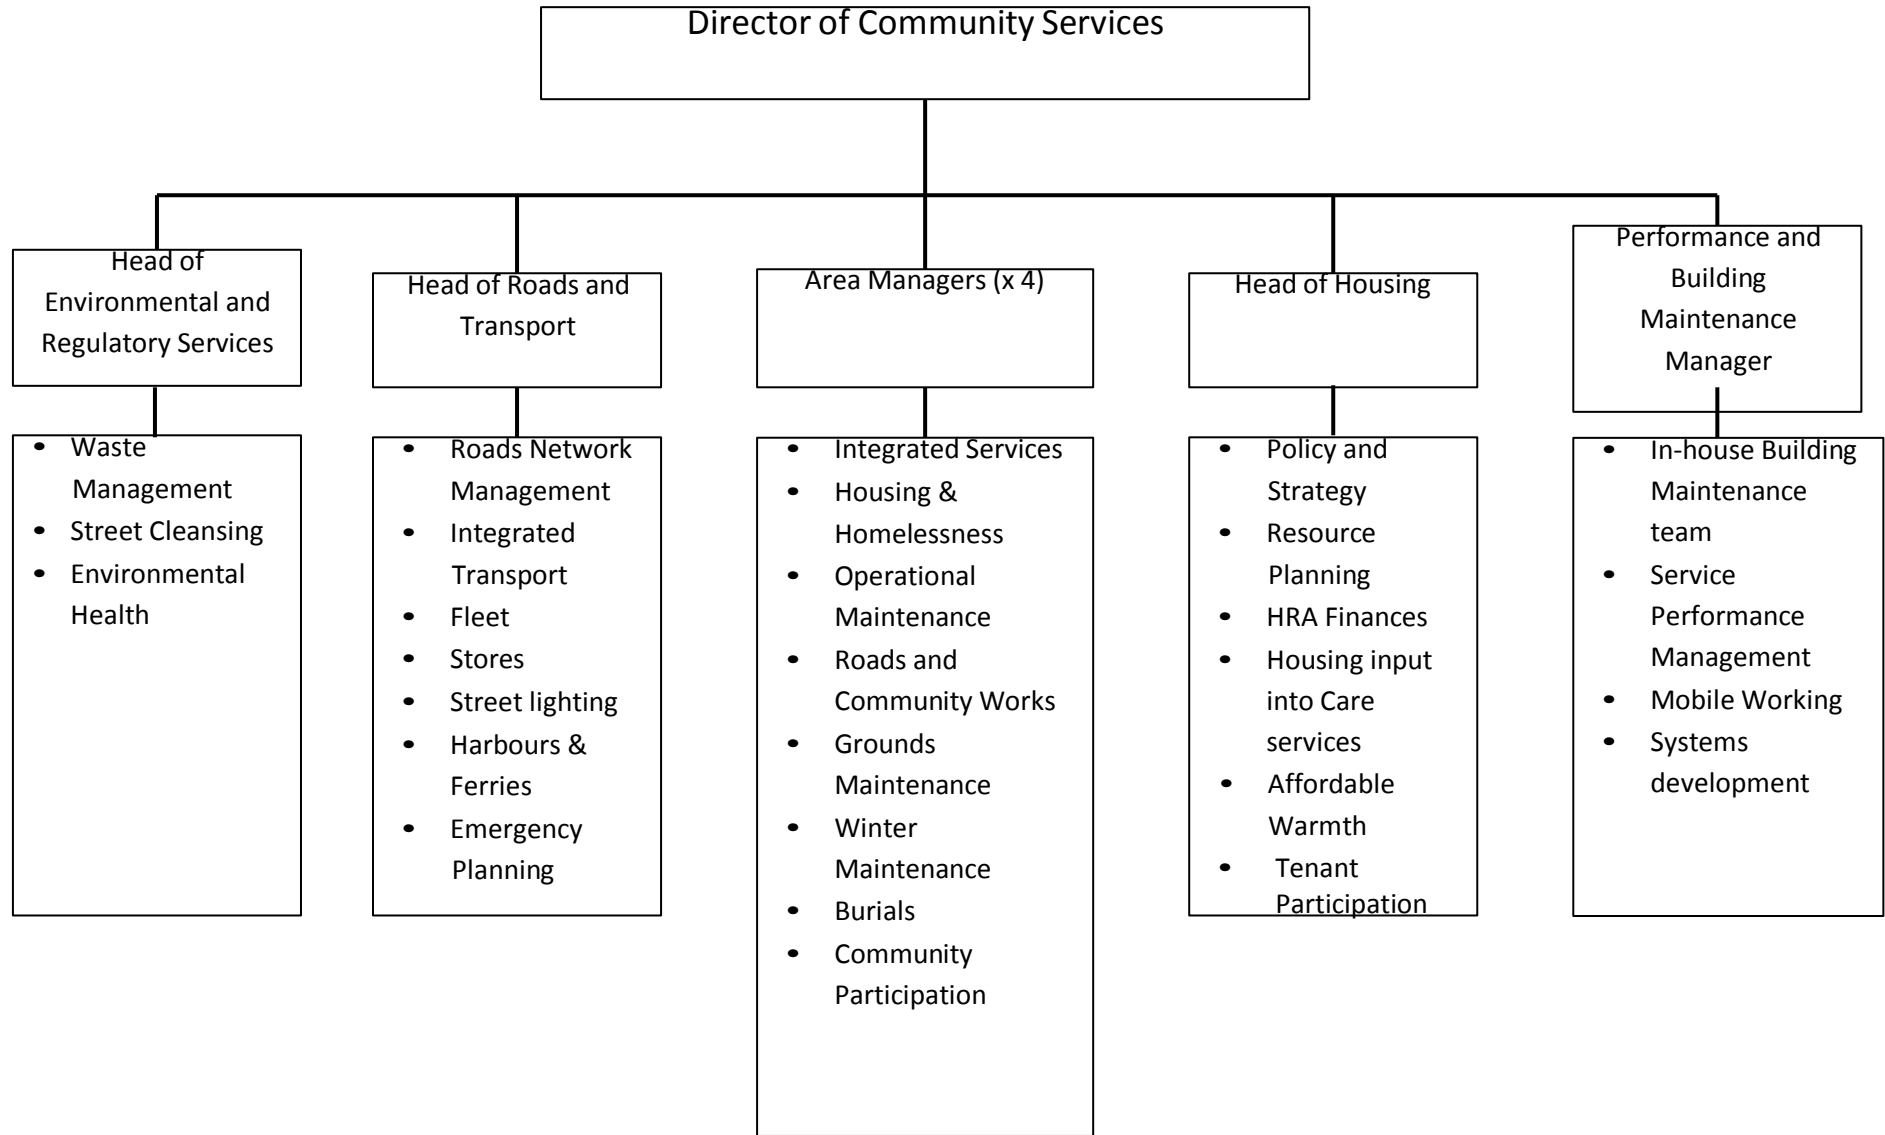 Director of Community Services
Head of
Environmental and
Regulatory Services
• Waste
Management
• Street Cleansing
• Environmental
Health
Head of Roads and
Transport
• Roads Network
Management
• Integrated
Transport
• Fleet
• Stores
• Street lighting
• Harbours &
Ferries
• Emergency
Planning
Area Managers (x 4)
• Integrated Services
• Housing &
Homelessness
• Operational
Maintenance
• Roads and
Community Works
• Grounds
Maintenance
• Winter
Maintenance
• Burials
• Community
Participation
Head of Housing
• Policy and
Strategy
• Resource
Planning
• HRA Finances
• Housing input
into Care
services
• Affordable
Warmth
• Tenant
Participation
Performance and
Building
Maintenance
Manager
• In-house Building
Maintenance
team
• Service
Performance
Management
• Mobile Working
• Systems
development